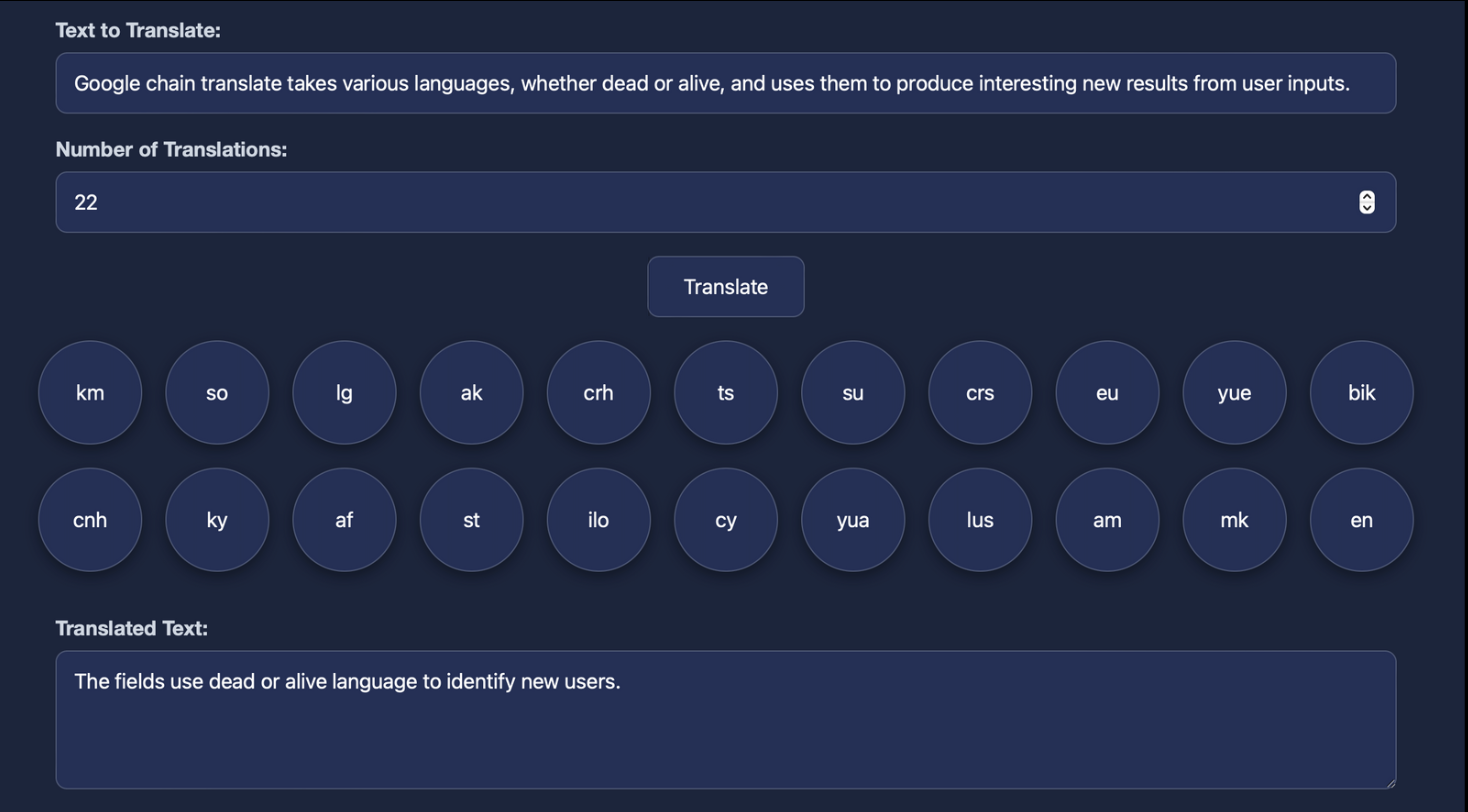 Text to Translate:
Google chain translate takes various languages, whether dead or alive, and uses them to produce interesting new results from user inputs.
Number of Translations:
22
Translate
km so lg ak crh ts su crs eu yue bik
cnh ky af st ilo cy yua lus am mk en
Translated Text:
The fields use dead or alive language to identify new users.